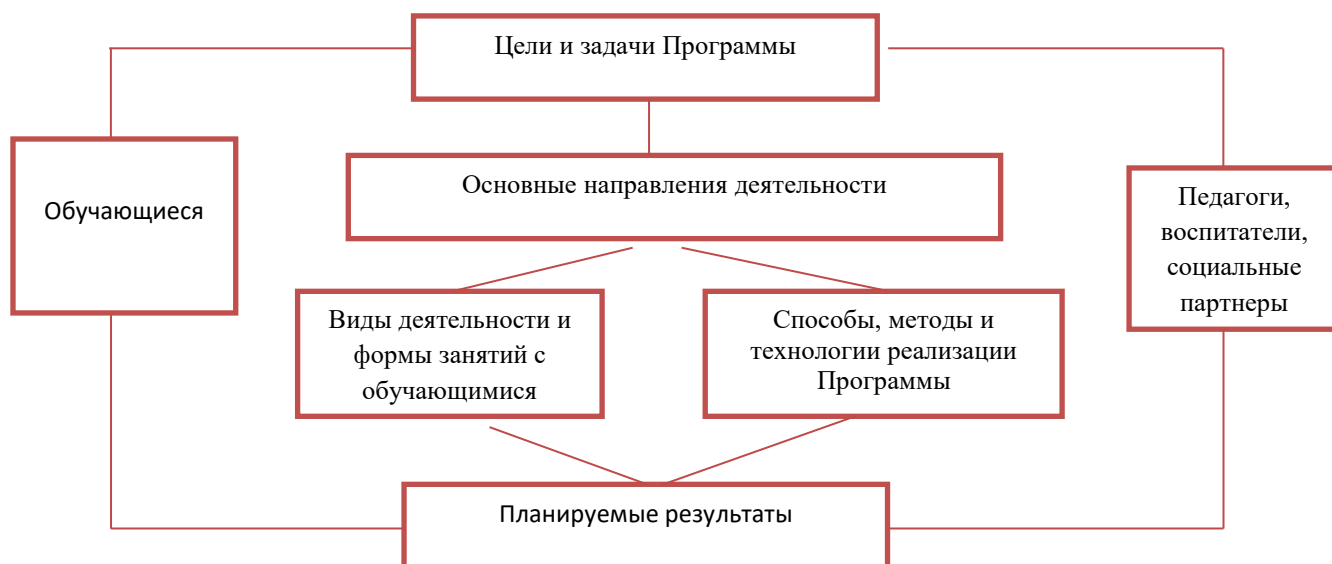 Цели и задачи Программы
Основные направления деятельности
Обучающиеся
Педагоги,
воспитатели,
социальные
партнеры
Виды деятельности и
формы занятий с
обучающимися
Способы, методы и
технологии реализации
Программы
Планируемые результаты